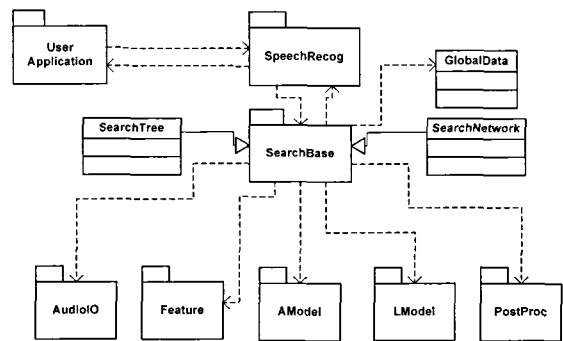 User
Application
SpeechRecog
GlobalData
SearchTree
SearchBase
SearchNetwork
AudioIO
Feature
AModel
LModel
PostProc